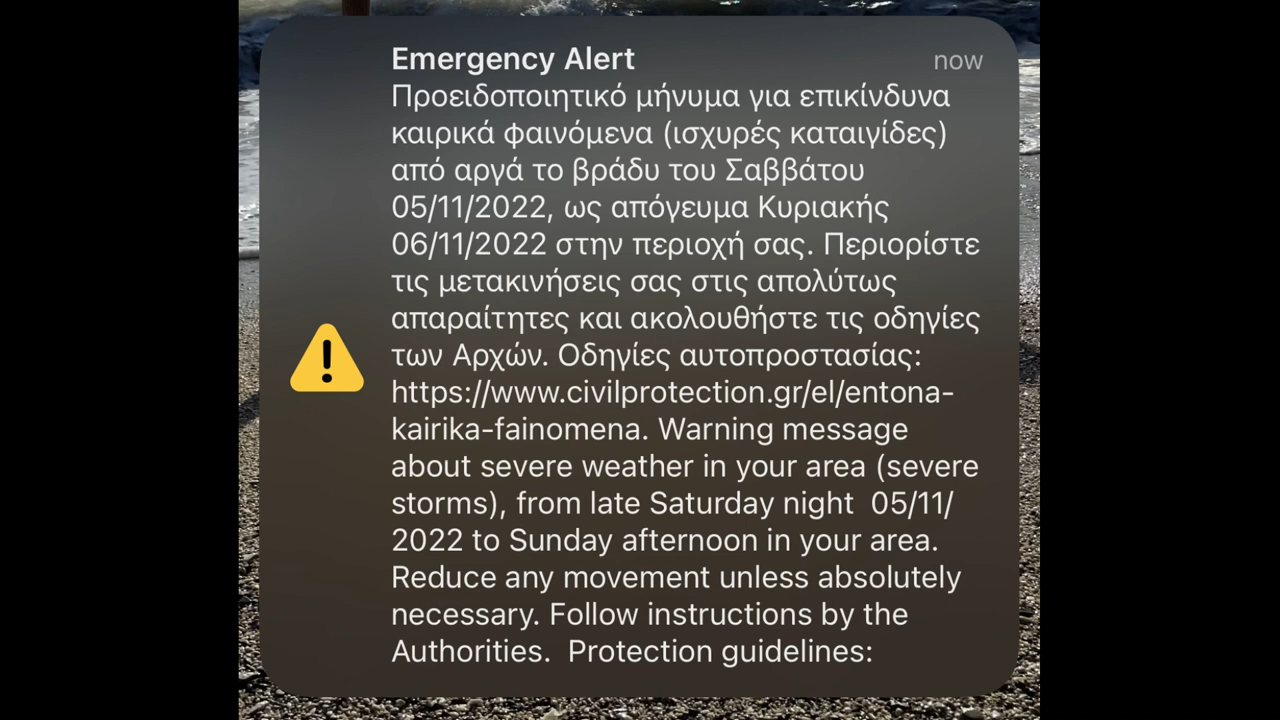 Emergency Alert now
Προειδοποιητικό μήνυμα για επικίνδυνα
καιρικά φαινόμενα (ισχυρές καταιγίδες)
από αργά το βράδυ του Σαββάτου
05/11/2022, ως απόγευμα Κυριακής
06/11/2022 στην περιοχή σας. Περιορίστε
τις μετακινήσεις σας στις απολύτως
απαραίτητες και ακολουθήστε τις οδηγίες
των Αρχών. Οδηγίες αυτοπροστασίας:
https://www.civilprotection.gr/el/entona-
kairika-fainomena. Warning message
about severe weather in your area (severe
storms), from late Saturday night  05/11/
2022 to Sunday afternoon in your area.
Reduce any movement unless absolutely
necessary. Follow instructions by the
Authorities.  Protection guidelines: